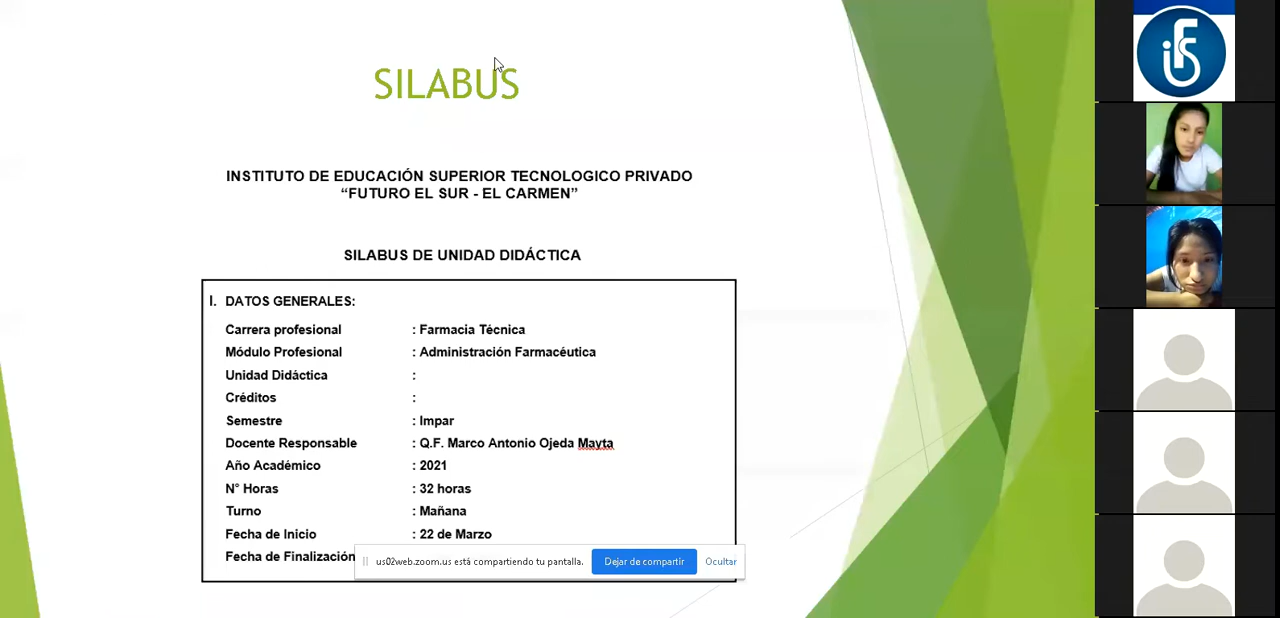 SILABUS
INSTITUTO DE EDUCACIÓN SUPERIOR TECNOLOGICO PRIVADO
“FUTURO EL SUR - EL CARMEN”
SILABUS DE UNIDAD DIDÁCTICA
I. DATOS GENERALES:
Carrera profesional : Farmacia Técnica
Módulo Profesional : Administración Farmacéutica
Unidad Didáctica :
Créditos :
Semestre : Impar
Docente Responsable : Q.F. Marco Antonio Ojeda Mayta
Año Académico : 2021
N° Horas : 32 horas
Turno : Mañana
Fecha de Inicio : 22 de Marzo
Fecha de Finalización
us02web.zoom.us está compartiendo tu pantalla. Dejar de compartir Ocultar